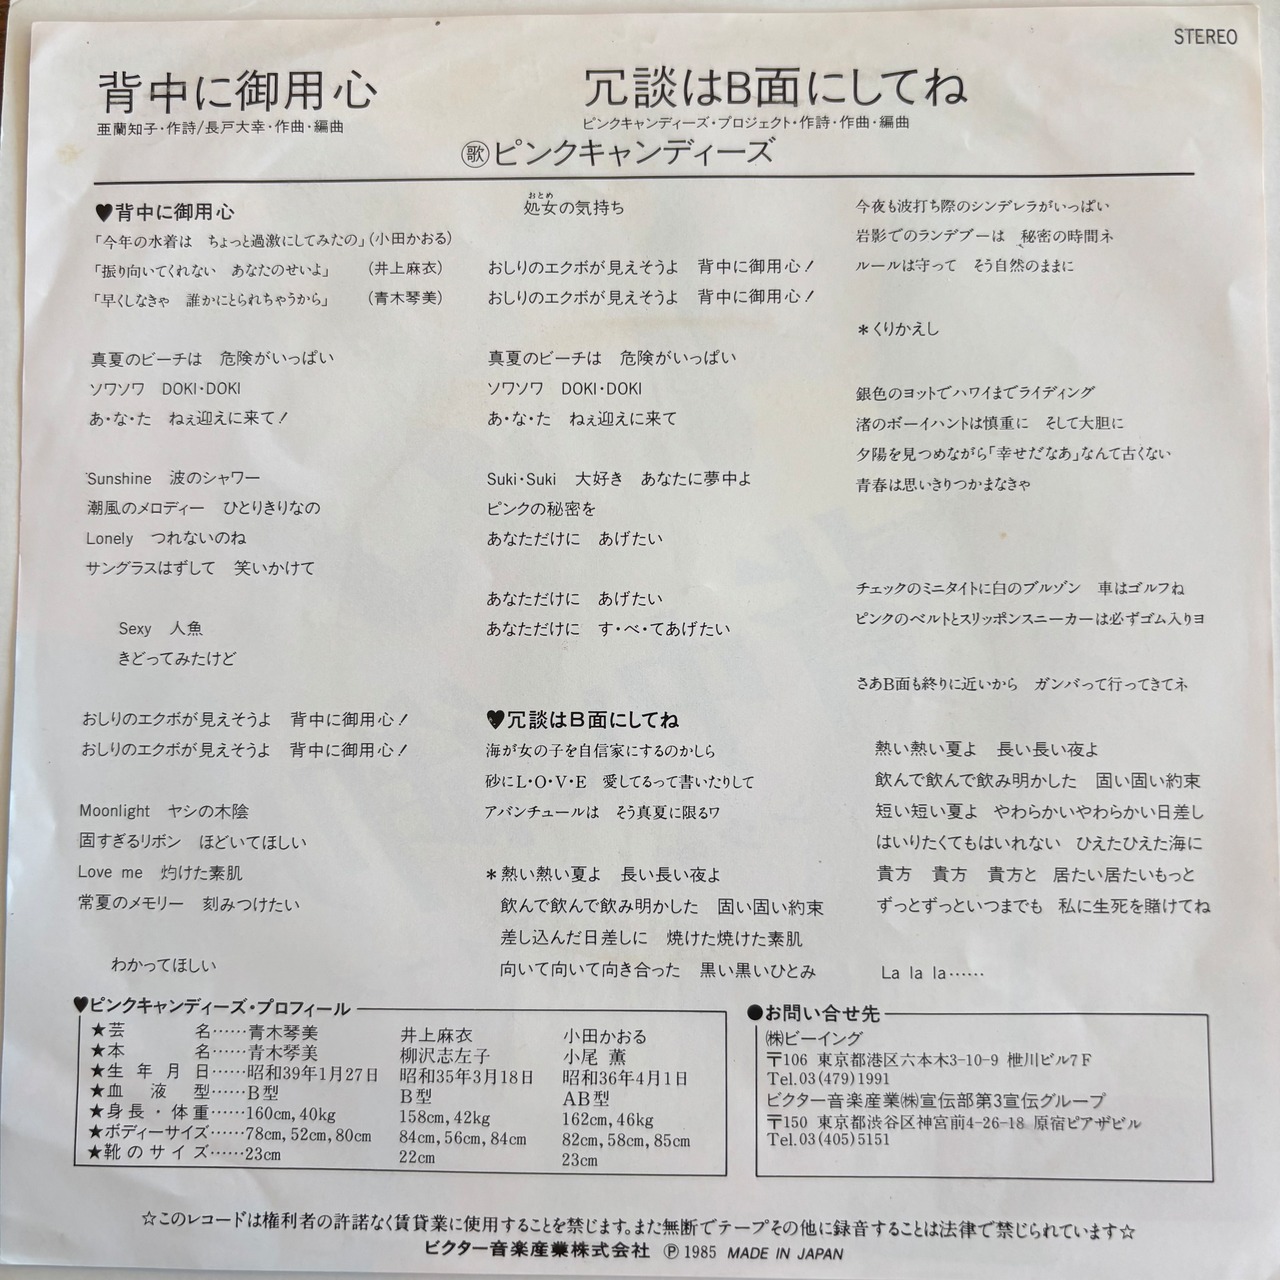 STEREO
背中に御用心
亜蘭知子・作詩/長戸大幸・作曲・編曲
冗談はB面にしてね
ピンクキャンディーズ・プロジェクト・作詩・作曲・編曲
㊙歌 ピンクキャンディーズ
♥背中に御用心
「今年の水着は ちょっと過激にしてみたの」(小田かおる)
「振り向いてくれない あなたのせいよ」 (井上麻衣)
「早くしなきゃ 誰かにとられちゃうから」 (青木琴美)
真夏のビーチは 危険がいっぱい
ソワソワ DOKI・DOKI
あ・な・た ねぇ迎えに来て!
Sunshine 波のシャワー
潮風のメロディー ひとりきりなの
Lonely つれないのね
サングラスはずして 笑いかけて
Sexy 人魚
きどってみたけど
おしりのエクボが見えそうよ 背中に御用心!
おしりのエクボが見えそうよ 背中に御用心!
Moonlight ヤシの木陰
固すぎるリボン ほどいてほしい
Love me 灼けた素肌
常夏のメモリー 刻みつけたい
わかってほしい
おとめ
処女の気持ち
おしりのエクボが見えそうよ 背中に御用心!
おしりのエクボが見えそうよ 背中に御用心!
真夏のビーチは 危険がいっぱい
ソワソワ DOKI・DOKI
あ・な・た ねぇ迎えに来て
Suki・Suki 大好き あなたに夢中よ
ピンクの秘密を
あなただけに あげたい
あなただけに あげたい
あなただけに す・べ・てあげたい
♥冗談はB面にしてね
海が女の子を自信家にするのかしら
砂にL・O・V・E 愛してるって書いたりして
アバンチュールは そう真夏に限るワ
*熱い熱い夏よ 長い長い夜よ
飲んで飲んで飲み明かした 固い固い約束
差し込んだ日差しに 焼けた焼けた素肌
向いて向いて向き合った 黒い黒いひとみ
今夜も波打ち際のシンデレラがいっぱい
岩影でのランデブーは 秘密の時間ネ
ルールは守って そう自然のままに
*くりかえし
銀色のヨットでハワイまでライディング
渚のボーイハントは慎重に そして大胆に
夕陽を見つめながら「幸せだなあ」なんて古くない
青春は思いきりつかまなきゃ
チェックのミニタイトに白のブルゾン 車はゴルフね
ピンクのベルトとスリッポンスニーカーは必ずゴム入りヨ
さあB面も終りに近いから ガンバって行ってきてネ
熱い熱い夏よ 長い長い夜よ
飲んで飲んで飲み明かした 固い固い約束
短い短い夏よ やわらかいやわらかい日差し
はいりたくてもはいれない ひえたひえた海に
貴方 貴方 貴方と 居たい居たいもっと
ずっとずっといつまでも 私に生死を賭けてね
La la la……
♥ピンクキャンディーズ・プロフィール
★芸名……青木琴美 井上麻衣 小田かおる
★本名……青木琴美 柳沢志左子 小尾 薫
★生年月日……昭和39年1月27日 昭和35年3月18日 昭和36年4月1日
★血液型……B型 B型 AB型
★身長・体重……160cm,40kg 158cm,42kg 162cm,46kg
★ボディーサイズ……78cm,52cm,80cm 84cm,56cm,84cm 82cm,58cm,85cm
★靴のサイズ……23cm 22cm 23cm
●お問い合せ先
㈱ビーイング
〒106 東京都港区六本木3-10-9 枻川ビル7F
Tel.03(479)1991
ビクター音楽産業㈱宣伝部第3宣伝グループ
〒150 東京都渋谷区神宮前4-26-18 原宿ピアザビル
Tel.03(405)5151
☆このレコードは権利者の許諾なく賃貸業に使用することを禁じます。また無断でテープその他に録音することは法律で禁じられています☆
ビクター音楽産業株式会社 Ⓟ1985 MADE IN JAPAN